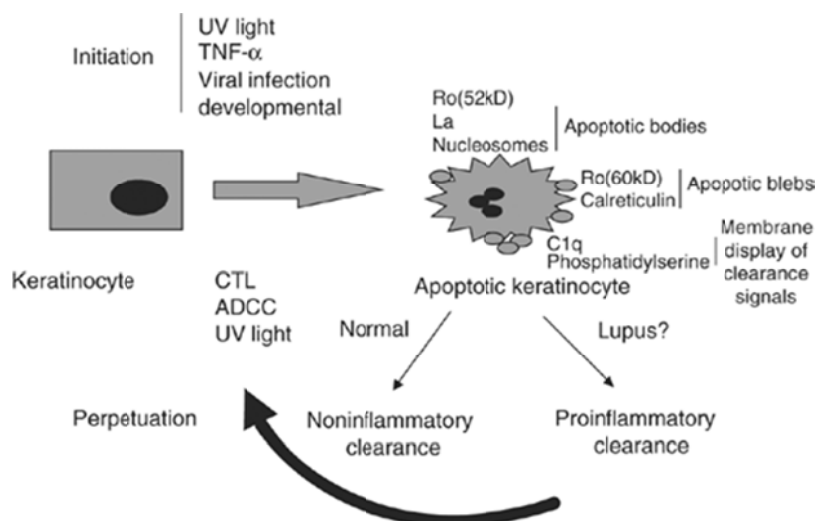 Initiation
UV light
TNF-α
Viral infection
developmental
Ro(52kD)
La
Nucleosomes
Apoptotic bodies
Ro(60kD)
Calreticulin
Apopotic blebs
C1q
Phosphatidylserine
Membrane
display of
clearance
signals
Keratinocyte
CTL
ADCC
UV light
Apoptotic keratinocyte
Normal
Lupus?
Perpetuation
Noninflammatory
clearance
Proinflammatory
clearance